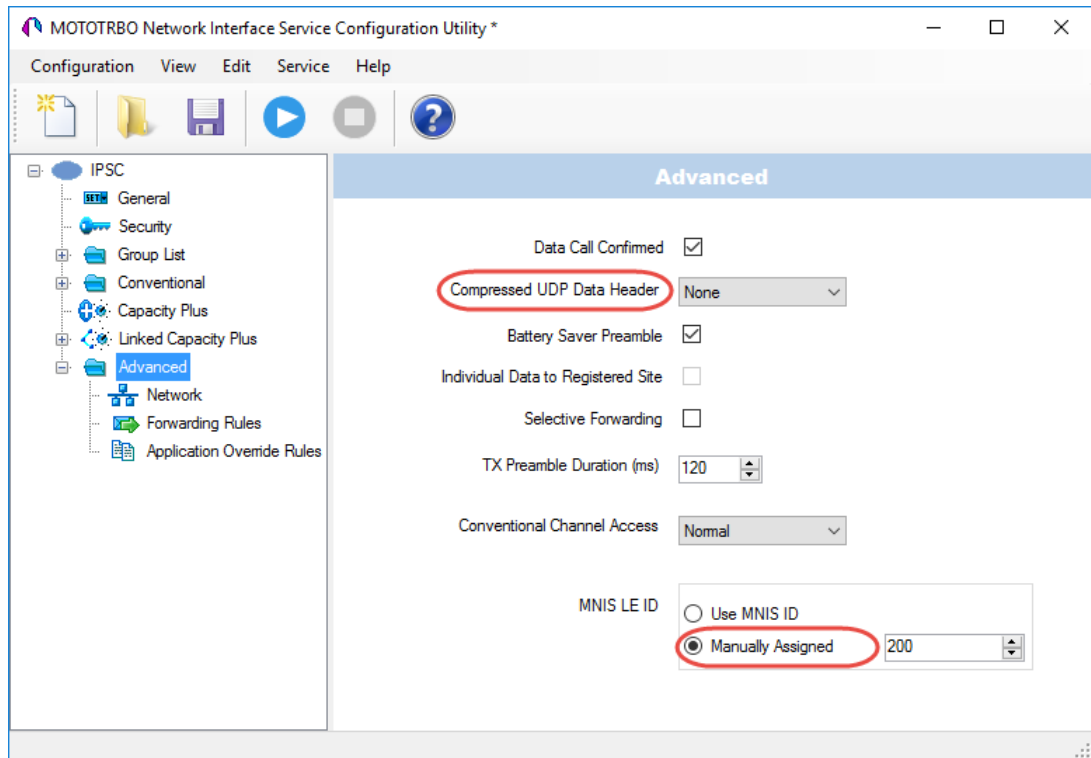 MOTOTRBO Network Interface Service Configuration Utility *
Configuration View Edit Service Help
IPSC
SET
General
Security
Group List
Conventional
Capacity Plus
Linked Capacity Plus
Advanced
Network
Forwarding Rules
Application Override Rules
Advanced
Data Call Confirmed
Compressed UDP Data Header None
Battery Saver Preamble
Individual Data to Registered Site
Selective Forwarding
TX Preamble Duration (ms) 120
Conventional Channel Access Normal
MNIS LE ID
Use MNIS ID
Manually Assigned 200